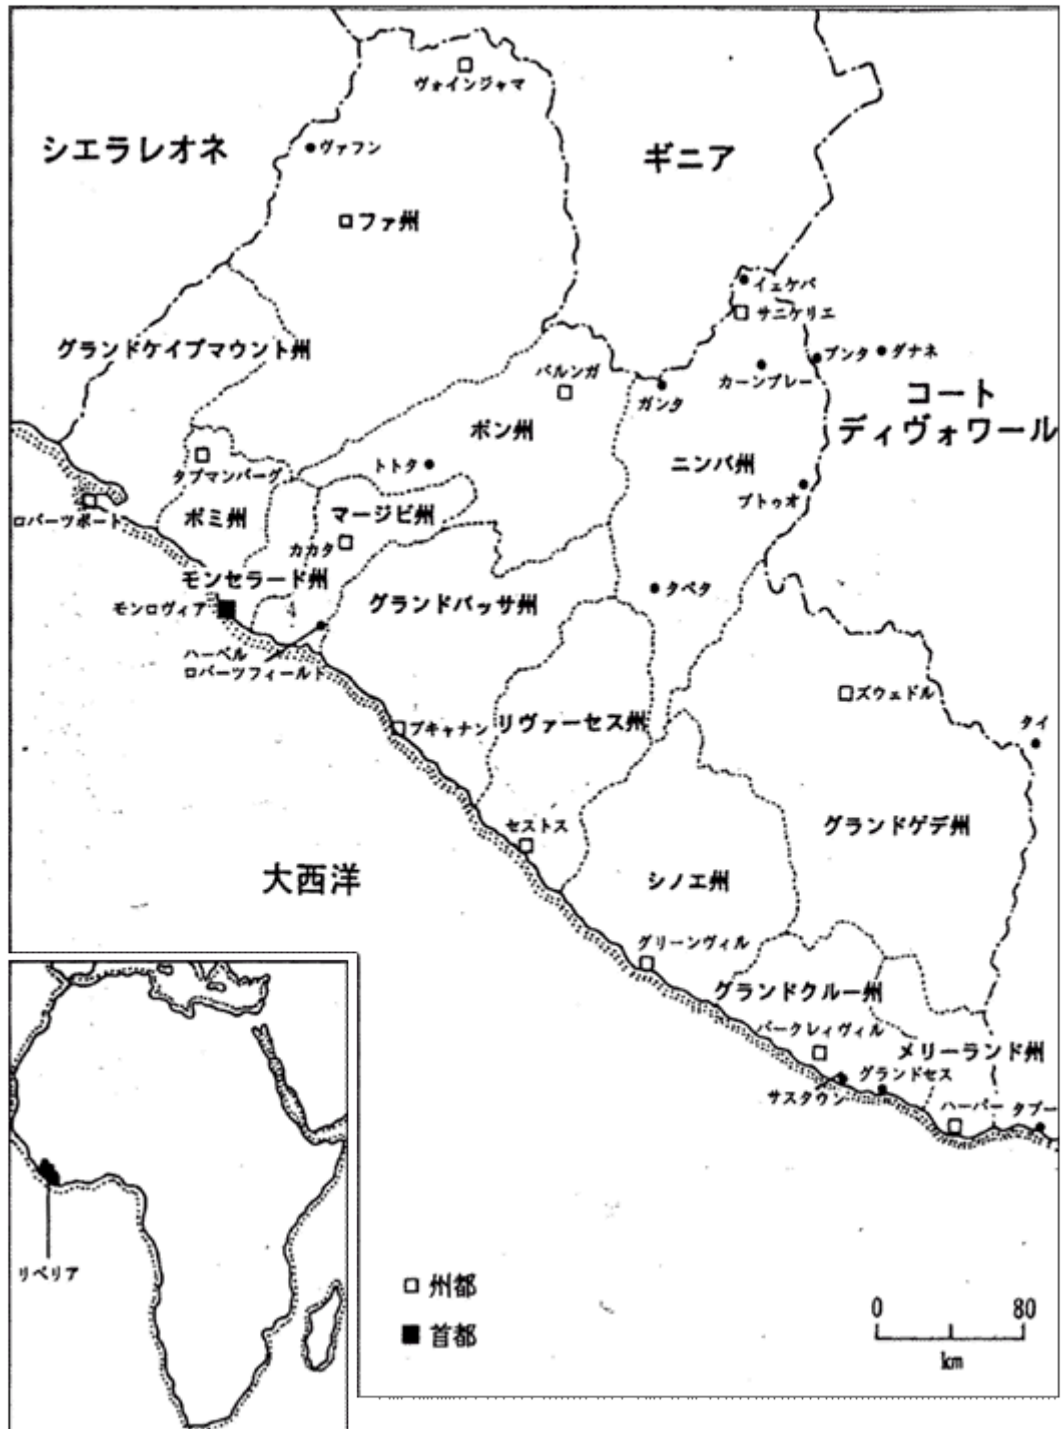 ヴォインジャマ
シエラレオネ
ヴァフン
ギニア
ロファ州
イェケパ
サニケリエ
グランドケイプマウント州
ブンタ
ダナネ
バルンガ
カーンプレー
ガンタ
コート
ディヴォワール
ボン州
タブマンバーグ
トトタ
ニンバ州
ブトゥオ
ロバーツポート
ボミ州
マージビ州
カカタ
モンセラード州
モンロヴィア
グランドバッサ州
タペタ
ハーベル
ロバーツフィールド
ズウェドル
ブキャナン
リヴァーセス州
タイ
セストス
グランドゲデ州
大西洋
シノエ州
グリーンヴィル
グランドクルー州
バークレイヴィル
メリーランド州
グランドセス
サスタウン
ハーパー
タブー
リベリア
州都
首都
0 80
km